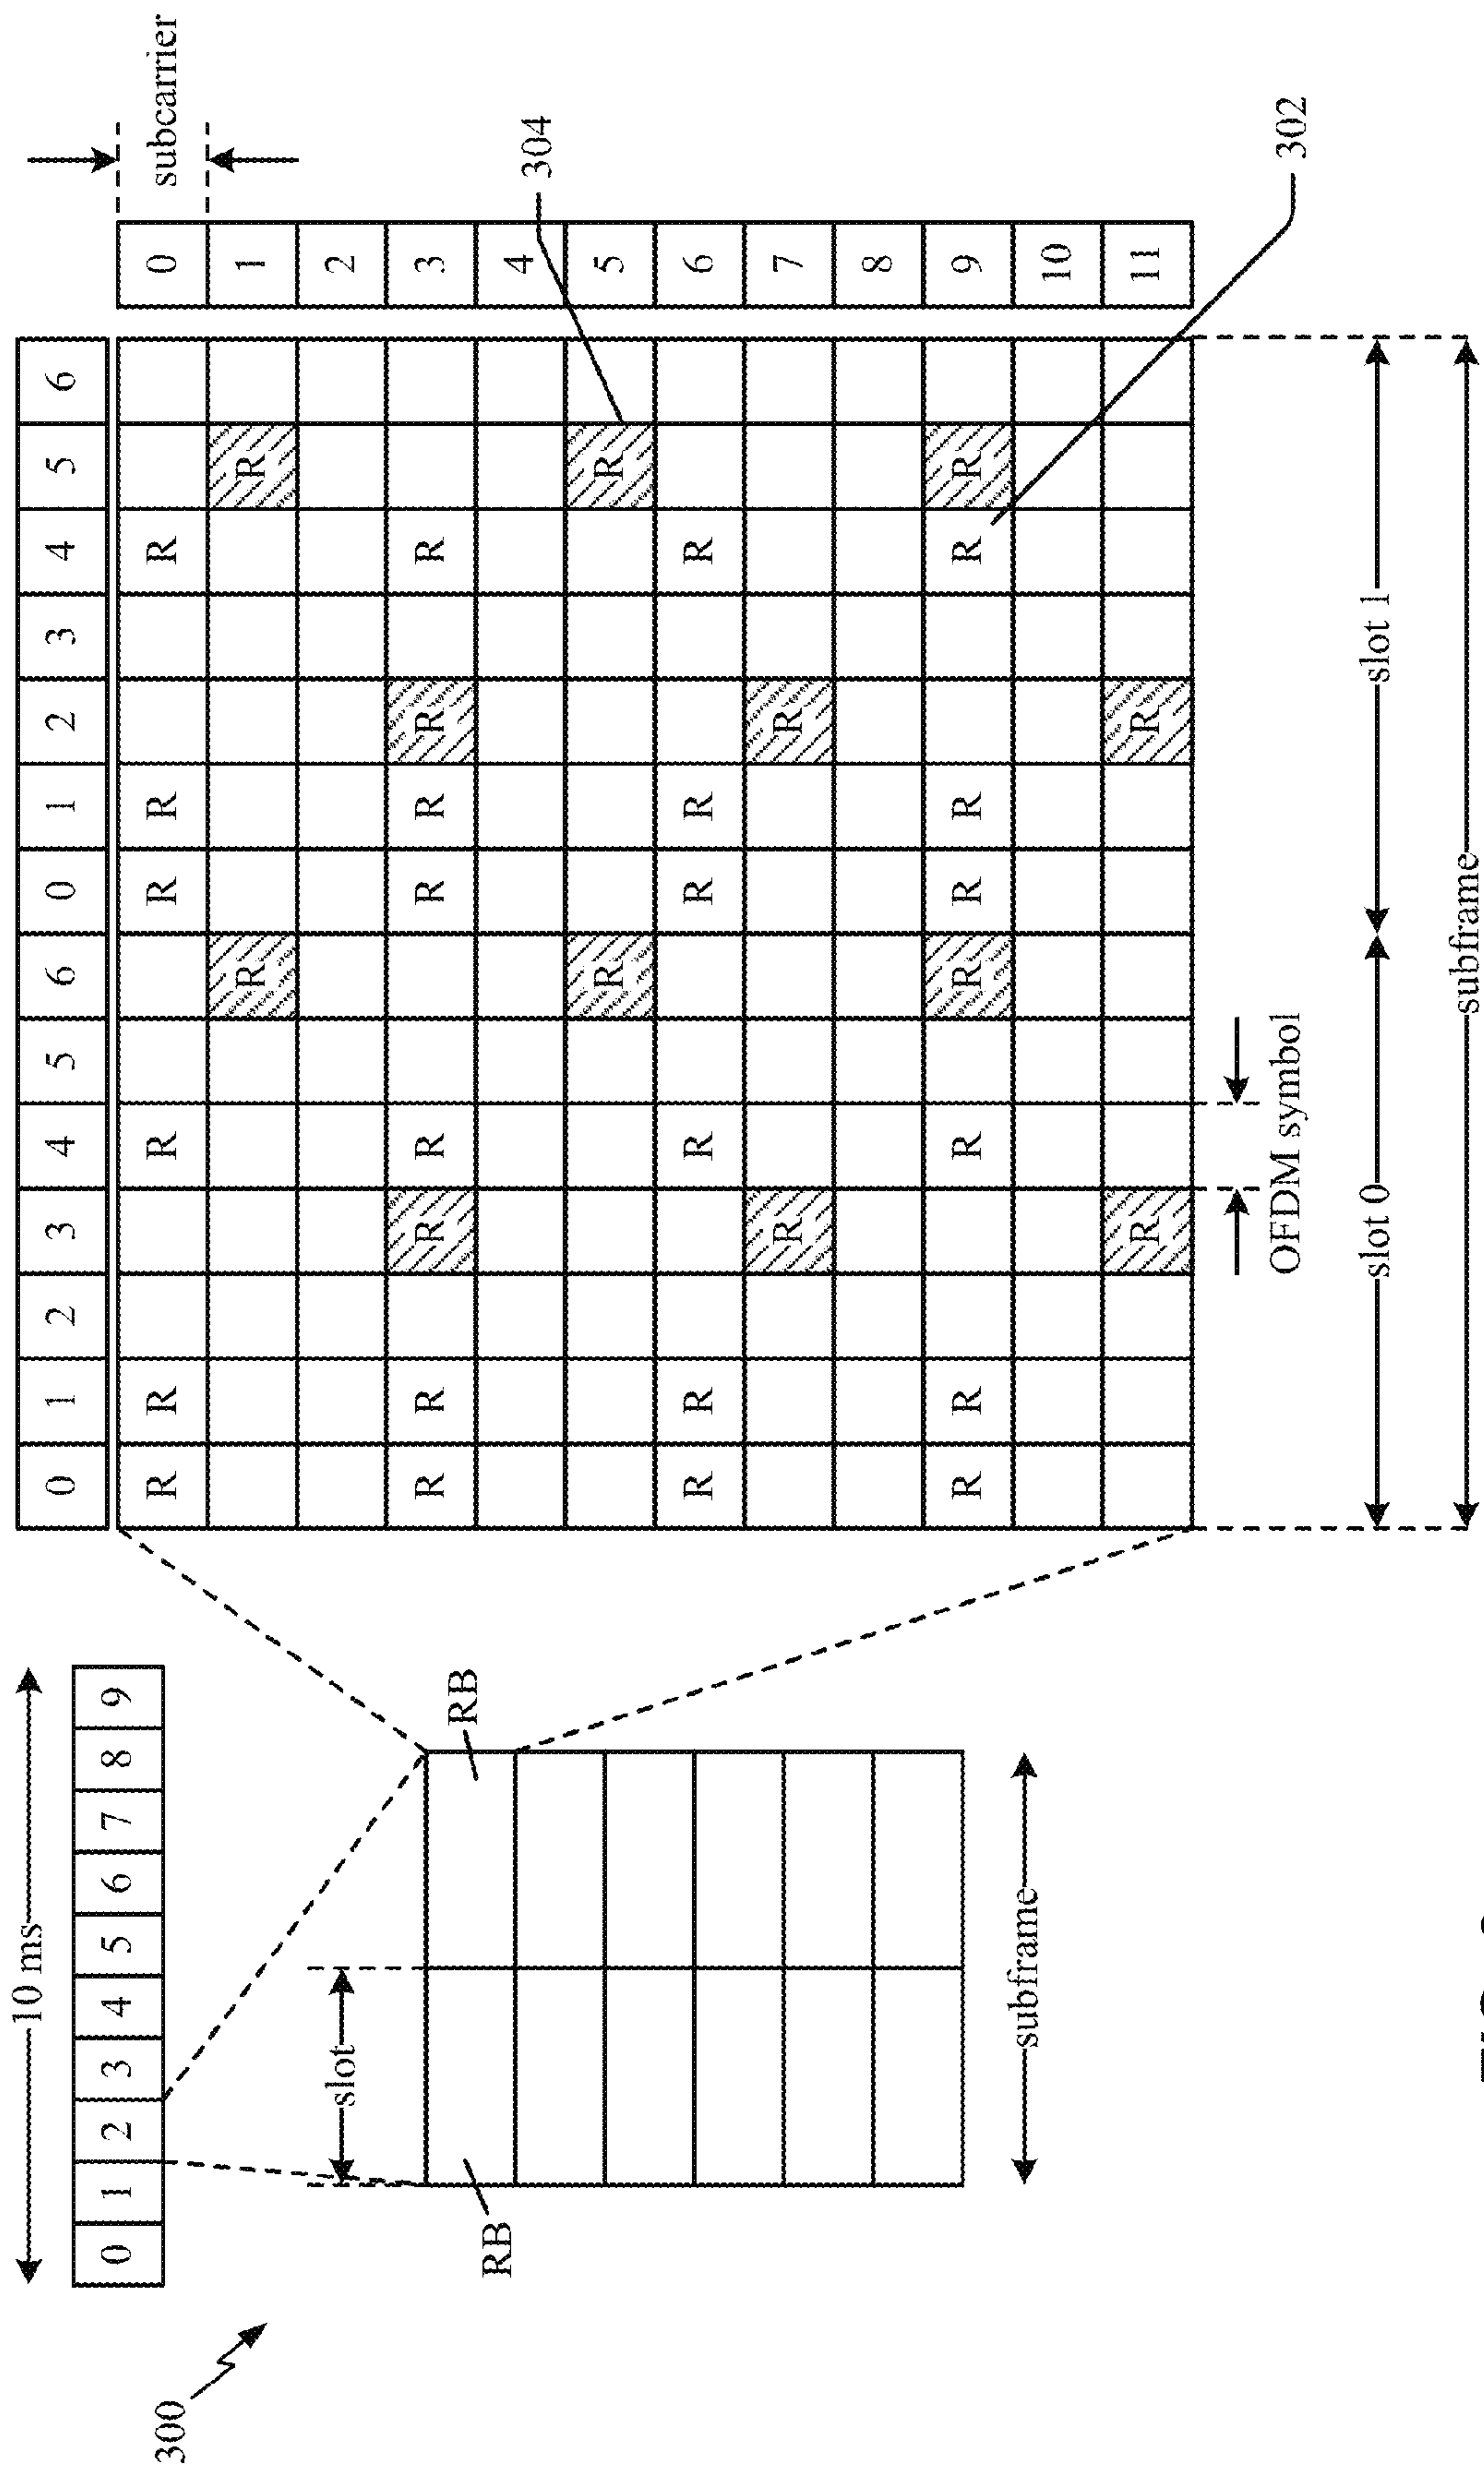 10 ms
0 1 2 3 4 5 6 7 8 9
300
slot
RB
RB
subframe
0 1 2 3 4 5 6 0 1 2 3 4 5 6
subcarrier
R R R R R R 0
R R 1
2
R R R R R R R R 3
4
304
R R 5
R R R R R R 6
R R 7
8
R R R R R R R R 9
10
R R 11
302
OFDM symbol
slot 0 slot 1
subframe